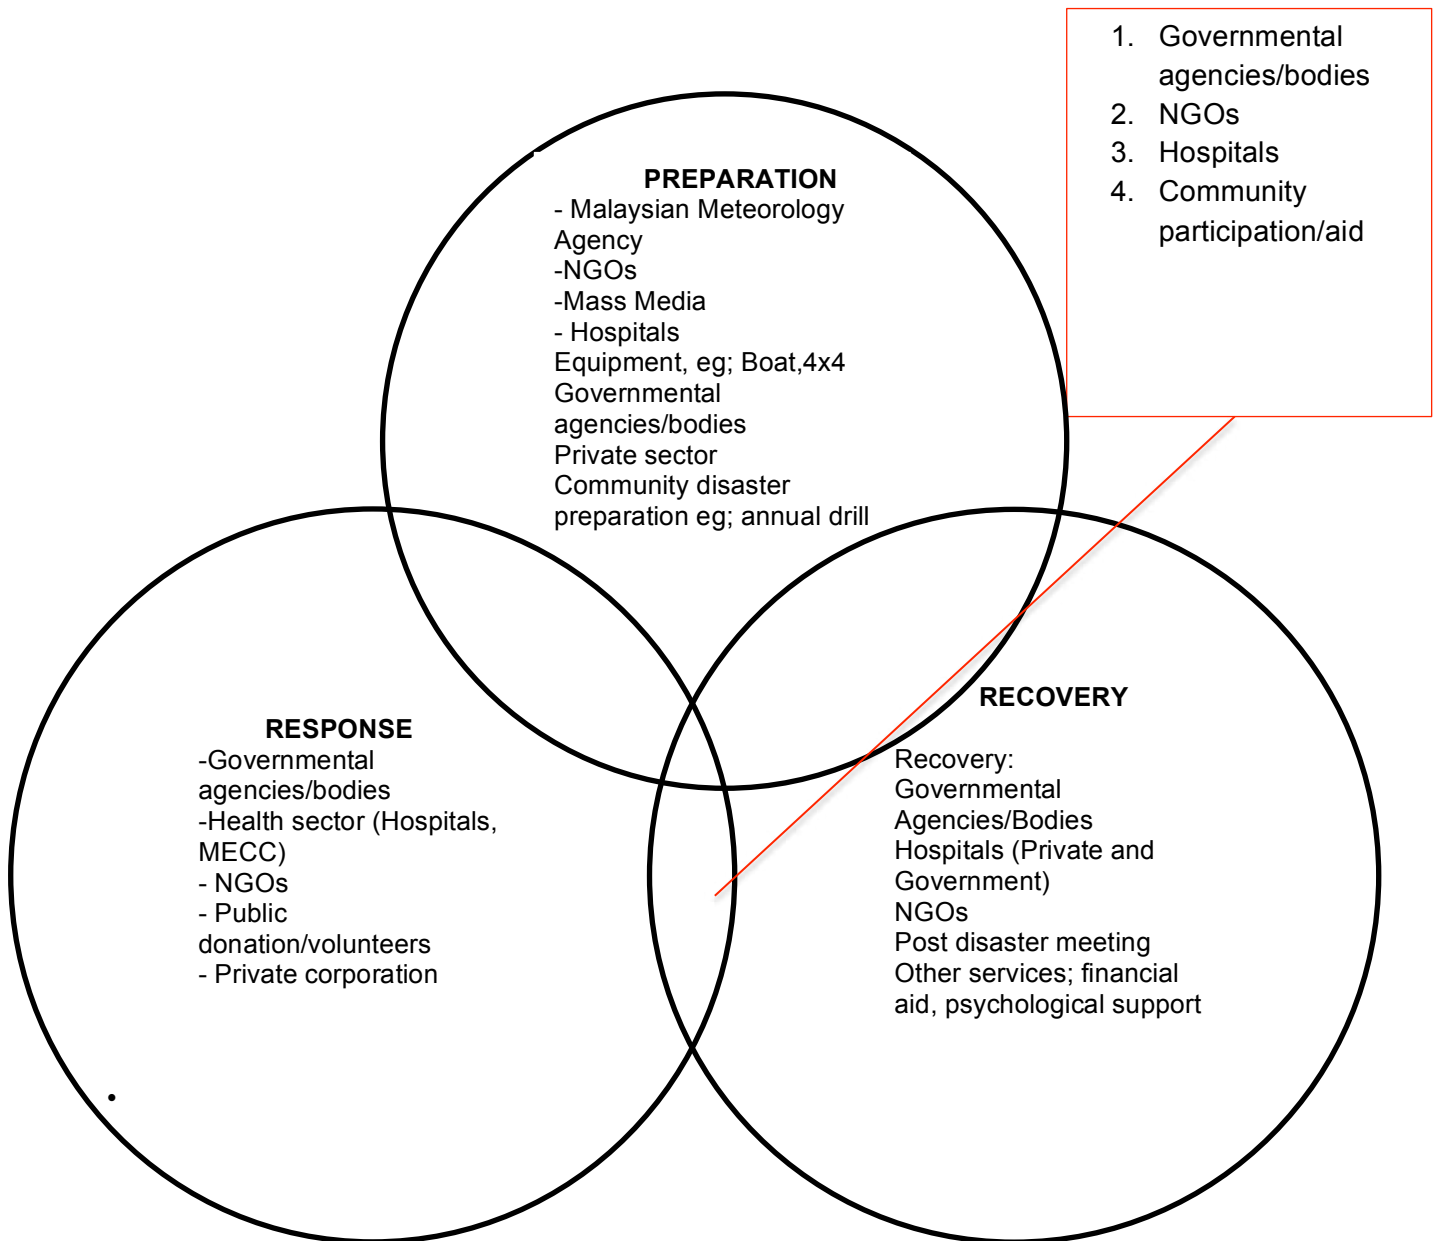 1. Governmental
agencies/bodies
2. NGOs
3. Hospitals
4. Community
participation/aid
PREPARATION
- Malaysian Meteorology
Agency
-NGOs
-Mass Media
- Hospitals
Equipment, eg; Boat,4x4
Governmental
agencies/bodies
Private sector
Community disaster
preparation eg; annual drill
RESPONSE
-Governmental
agencies/bodies
-Health sector (Hospitals,
MECC)
- NGOs
- Public
donation/volunteers
- Private corporation
RECOVERY
Recovery:
Governmental
Agencies/Bodies
Hospitals (Private and
Government)
NGOs
Post disaster meeting
Other services; financial
aid, psychological support